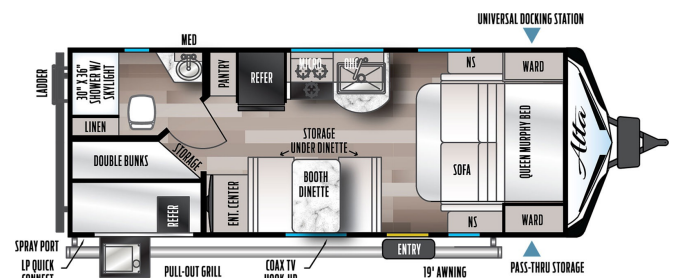 UNIVERSAL DOCKING STATION
MED
LADDER
30" X 36"
SHOWER W/
SKYLIGHT
PANTRY
REFER
MICRO
OHC
NS
WARD
LINEN
DOUBLE BUNKS
STORAGE
STORAGE
UNDER DINETTE
BOOTH
DINETTE
ENT. CENTER
SOFA
QUEEN MURPHY BED
Alta
REFER
NS
WARD
SPRAY PORT
LP QUICK
CONNECT
PULL-OUT GRILL
COAX TV
HOOK-UP
ENTRY
19' AWNING
PASS-THRU STORAGE